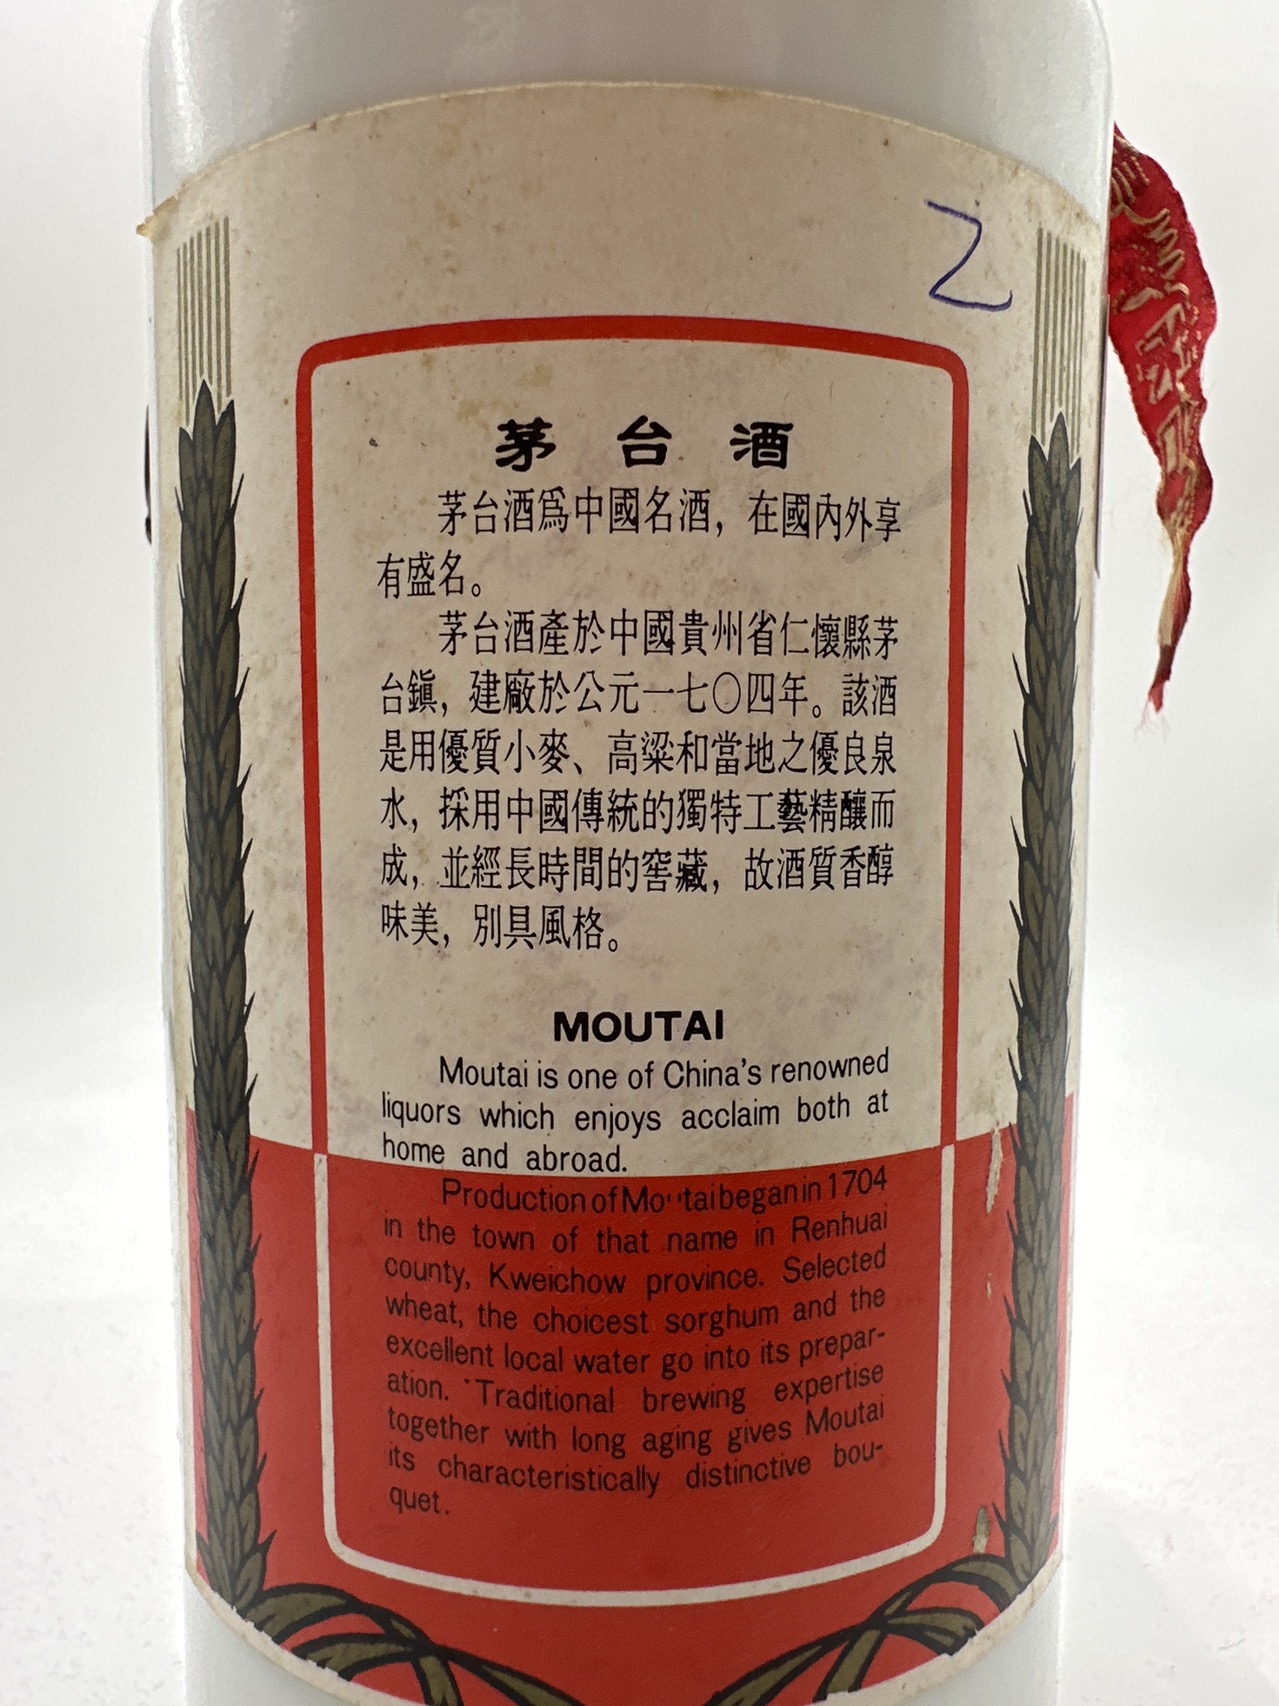 Z
茅台酒
茅台酒爲中國名酒，在國內外享
有盛名。
茅台酒產於中國貴州省仁懷縣茅
台鎮，建廠於公元一七〇四年。該酒
是用優質小麥、高粱和當地之優良泉
水，採用中國傳統的獨特工藝精釀而
成，並經長時間的窖藏，故酒質香醇
味美，別具風格。
MOUTAI
Moutai is one of China's renowned
liquors which enjoys acclaim both at
home and abroad.
Production of Moutai began in 1704
in the town of that name in Renhuai
county, Kweichow province. Selected
wheat, the choicest sorghum and the
excellent local water go into its prepar-
ation. Traditional brewing expertise
together with long aging gives Moutai
its characteristically distinctive bou-
quet.